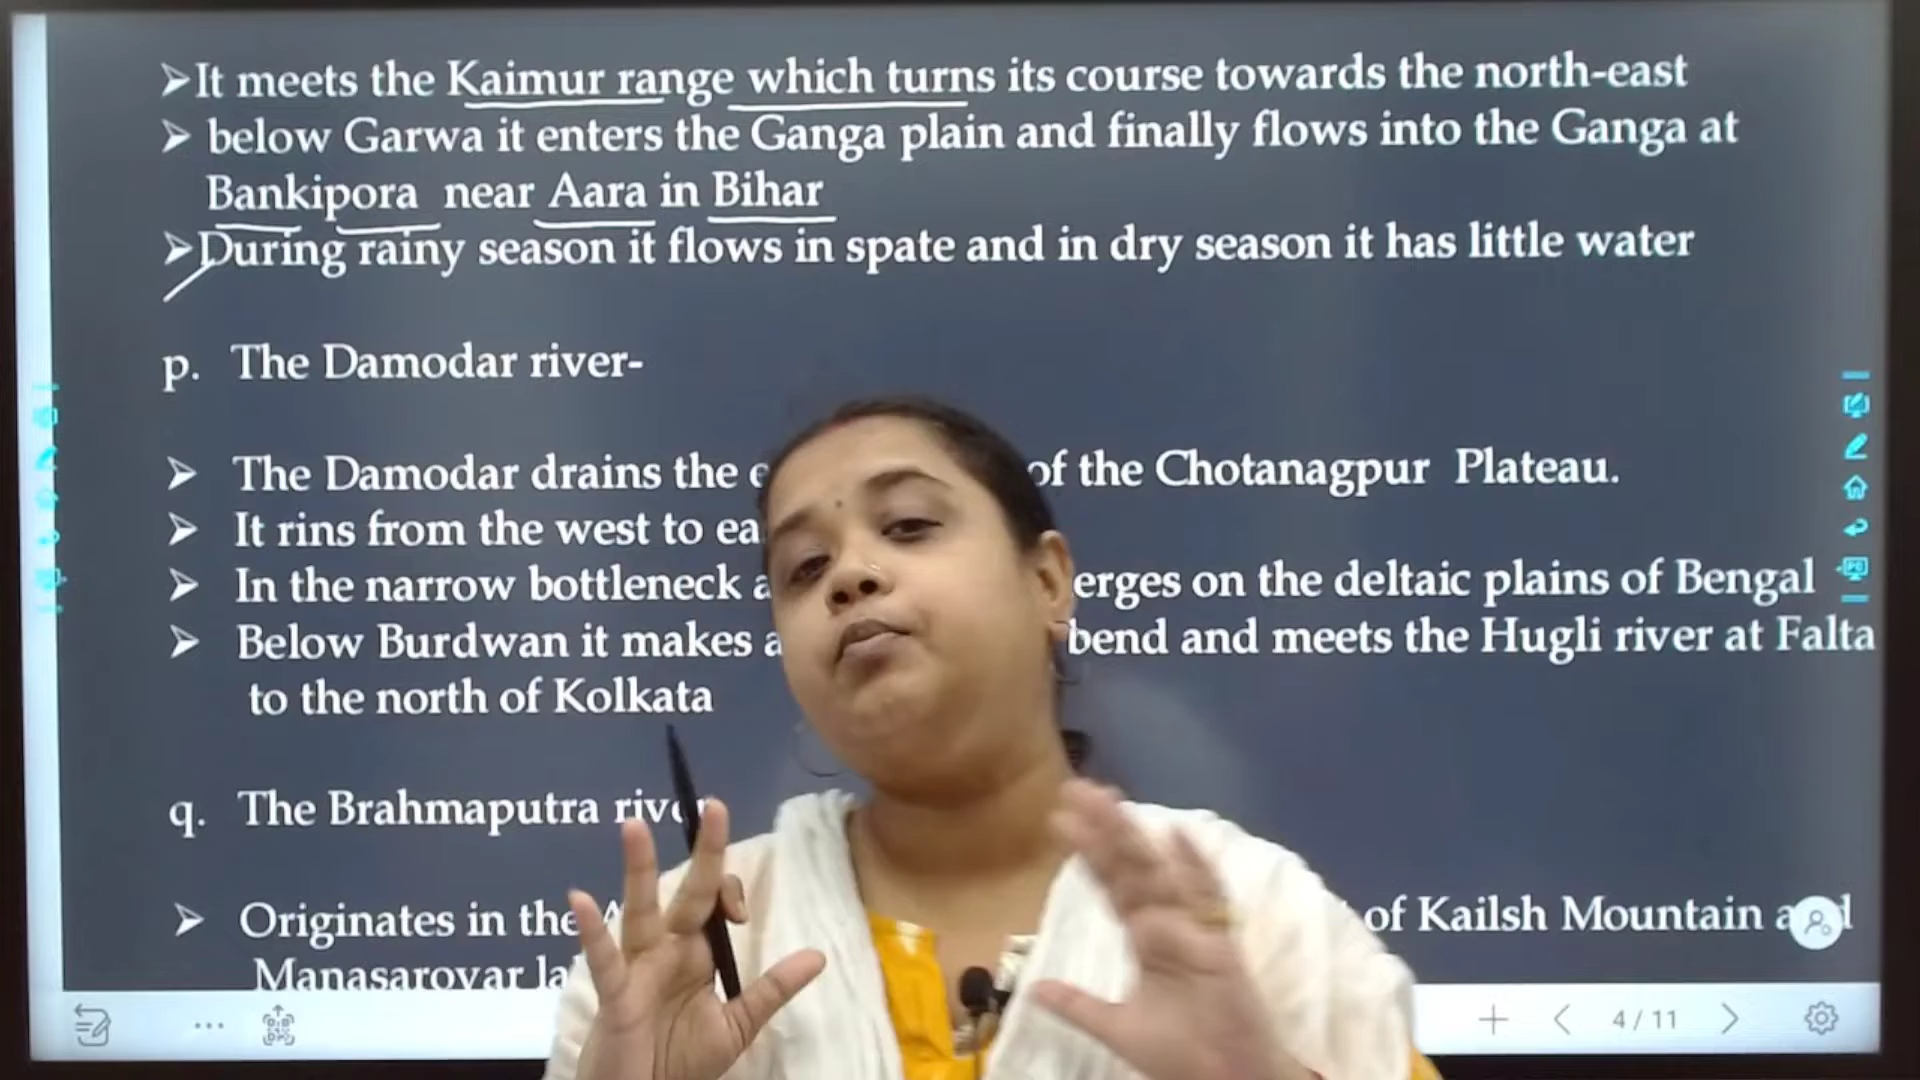 ➢It meets the Kaimur range which turns its course towards the north-east
➢ below Garwa it enters the Ganga plain and finally flows into the Ganga at
Bankipora near Aara in Bihar
➢During rainy season it flows in spate and in dry season it has little water
p. The Damodar river-
➢ The Damodar drains the of the Chotanagpur Plateau.
➢ It rins from the west to
➢ In the narrow bottleneck on the deltaic plains of Bengal
➢ Below Burdwan it makes bend and meets the Hugli river at Falta
to the north of Kolkata
q. The Brahmaputra river
➢ Originates in the of Kailsh Mountain
Manasarovar
4 / 11